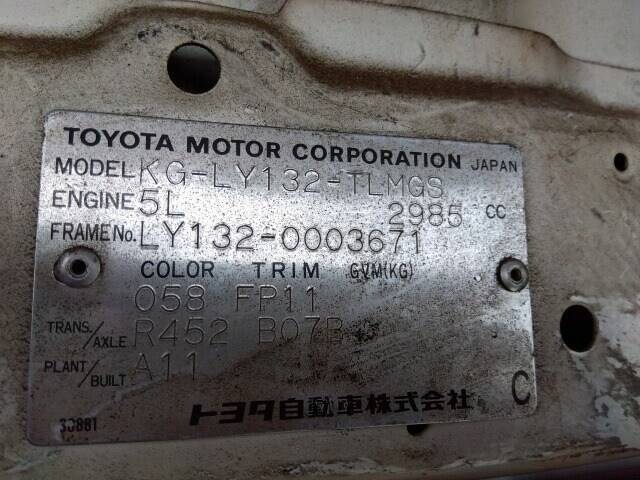 TOYOTA MOTOR CORPORATION JAPAN
MODEL KG-LY132-TLMGS
ENGINE 5L 2985 CC
FRAME No. LY132-0003671
COLOR TRIM GVM(KG)
058 FP11
TRANS./AXLE R452 B07B
PLANT/BUILT A11
トヨタ自動車株式会社 C
30881